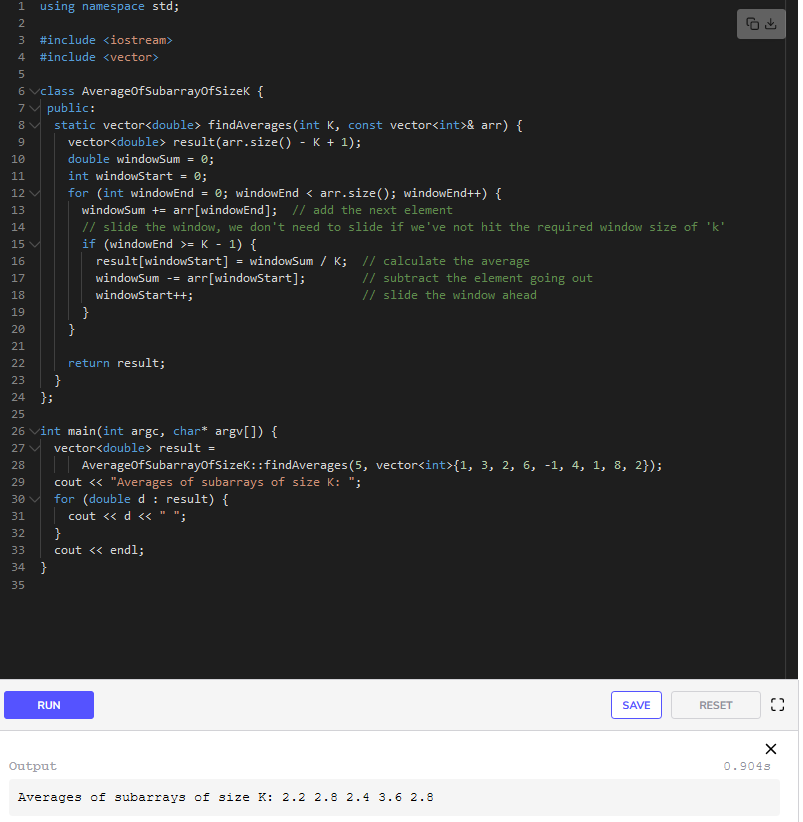 1 using namespace std;
2
3 #include <iostream>
4 #include <vector>
5
6 class AverageOfSubarrayOfSizeK {
7  public:
8   static vector<double> findAverages(int K, const vector<int>& arr) {
9     vector<double> result(arr.size() - K + 1);
10     double windowSum = 0;
11     int windowStart = 0;
12     for (int windowEnd = 0; windowEnd < arr.size(); windowEnd++) {
13       windowSum += arr[windowEnd];  // add the next element
14       // slide the window, we don't need to slide if we've not hit the required window size of 'k'
15       if (windowEnd >= K - 1) {
16         result[windowStart] = windowSum / K;  // calculate the average
17         windowSum -= arr[windowStart];        // subtract the element going out
18         windowStart++;                        // slide the window ahead
19       }
20     }
21
22     return result;
23   }
24 };
25
26 int main(int argc, char* argv[]) {
27   vector<double> result =
28       AverageOfSubarrayOfSizeK::findAverages(5, vector<int>{1, 3, 2, 6, -1, 4, 1, 8, 2});
29   cout << "Averages of subarrays of size K: ";
30   for (double d : result) {
31     cout << d << " ";
32   }
33   cout << endl;
34 }
35
RUN SAVE RESET
Output 0.904s
Averages of subarrays of size K: 2.2 2.8 2.4 3.6 2.8